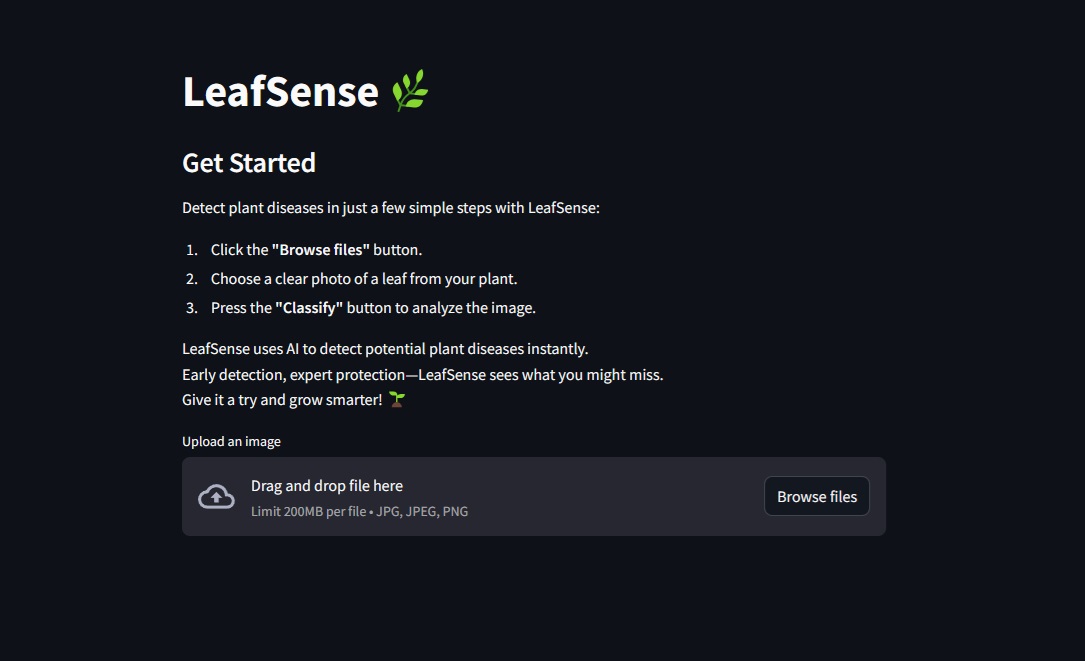 LeafSense
Get Started
Detect plant diseases in just a few simple steps with LeafSense:
1. Click the "Browse files" button.
2. Choose a clear photo of a leaf from your plant.
3. Press the "Classify" button to analyze the image.
LeafSense uses AI to detect potential plant diseases instantly.
Early detection, expert protection—LeafSense sees what you might miss.
Give it a try and grow smarter!
Upload an image
Drag and drop file here
Limit 200MB per file • JPG, JPEG, PNG
Browse files